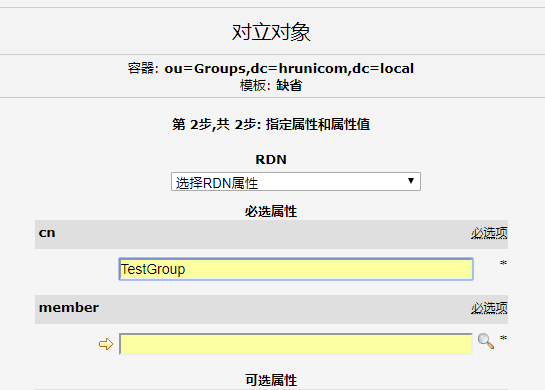 对立对象
容器: ou=Groups,dc=hrunicom,dc=local
模板: 缺省
第 2步,共 2步: 指定属性和属性值
RDN
选择RDN属性
必选属性
cn 必选项
TestGroup *
member 必选项
*
可选属性